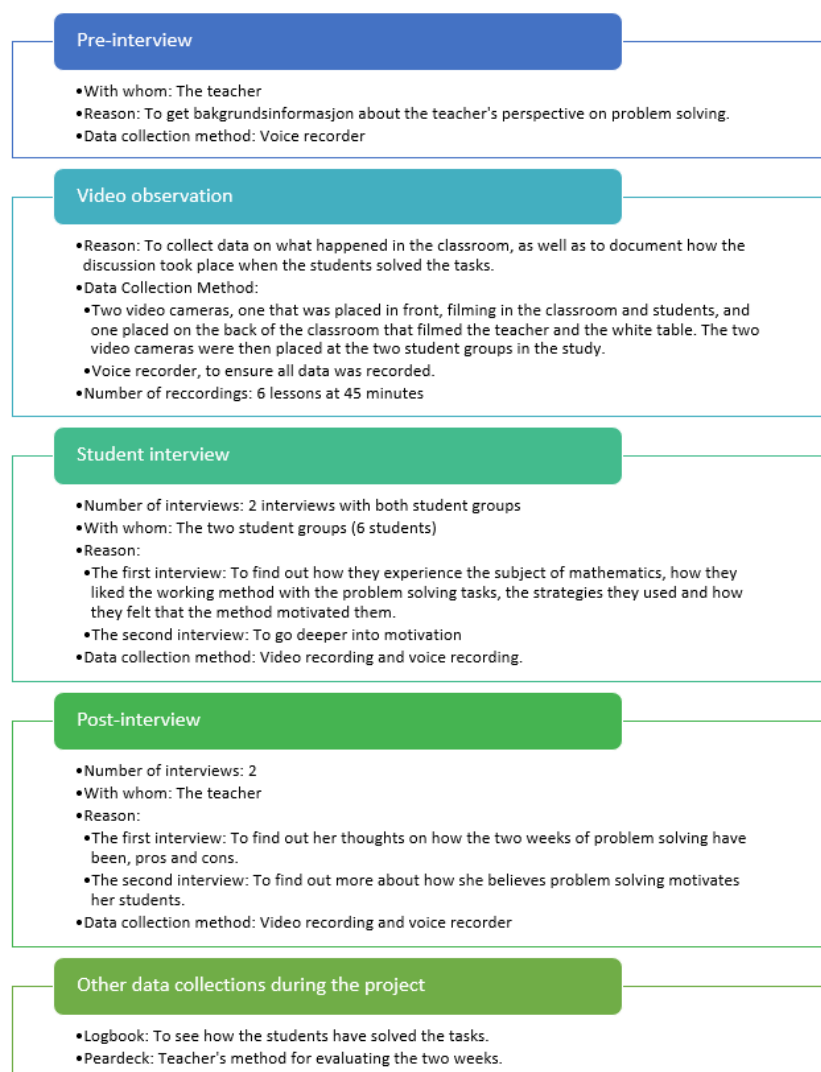 Pre-interview
•With whom: The teacher
•Reason: To get bakgrundsinformasjon about the teacher's perspective on problem solving.
•Data collection method: Voice recorder
Video observation
•Reason: To collect data on what happened in the classroom, as well as to document how the
discussion took place when the students solved the tasks.
•Data Collection Method:
•Two video cameras, one that was placed in front, filming in the classroom and students, and
one placed on the back of the classroom that filmed the teacher and the white table. The two
video cameras were then placed at the two student groups in the study.
•Voice recorder, to ensure all data was recorded.
•Number of reccordings: 6 lessons at 45 minutes
Student interview
•Number of interviews: 2 interviews with both student groups
•With whom: The two student groups (6 students)
•Reason:
•The first interview: To find out how they experience the subject of mathematics, how they
liked the working method with the problem solving tasks, the strategies they used and how
they felt that the method motivated them.
•The second interview: To go deeper into motivation
•Data collection method: Video recording and voice recording.
Post-interview
•Number of interviews: 2
•With whom: The teacher
•Reason:
•The first interview: To find out her thoughts on how the two weeks of problem solving have
been, pros and cons.
•The second interview: To find out more about how she believes problem solving motivates
her students.
•Data collection method: Video recording and voice recorder
Other data collections during the project
•Logbook: To see how the students have solved the tasks.
•Peardeck: Teacher's method for evaluating the two weeks.